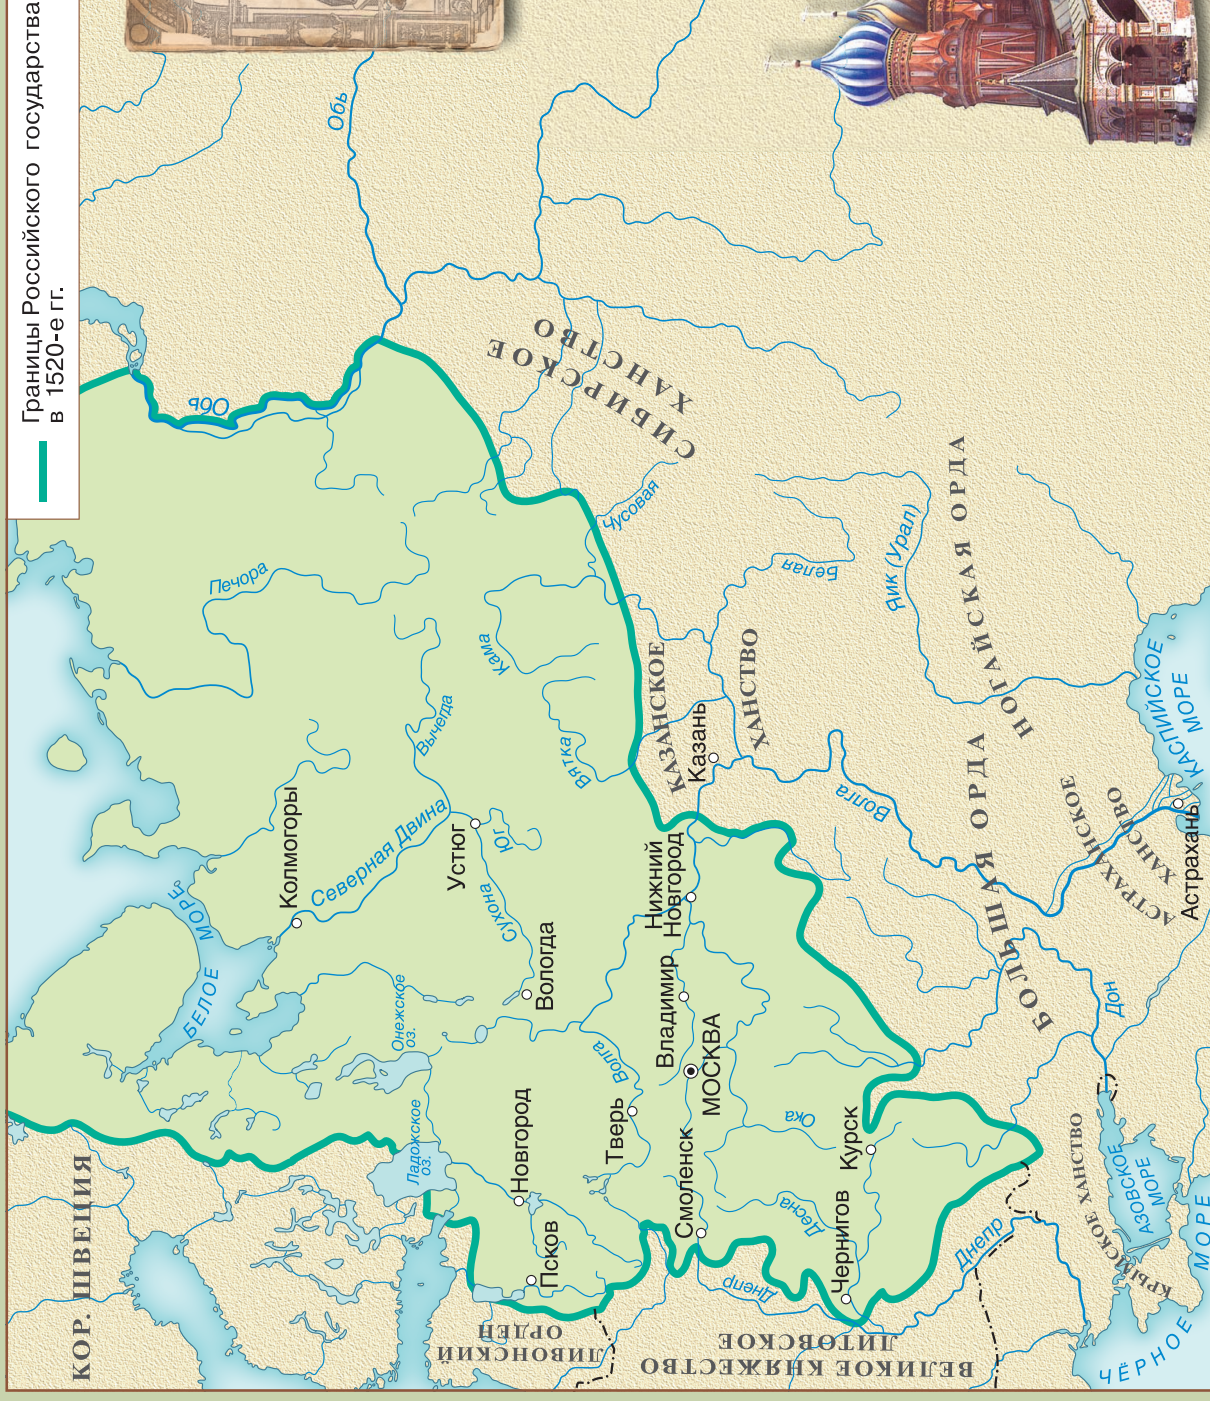 Границы Российского государства
в 1520-е гг.
КОР. ШВЕЦИЯ
БЕЛОЕ МОРЕ
Печора
Обь
Обь
Колмогоры
Северная Двина
Вычегда
Устюг
Юг
Сухона
Вологда
Онежское
оз.
Ладожское
оз.
Кама
Вятка
Чусовая
СИБИРСКОЕ
ХАНСТВО
Новгород
Псков
ЛИВОНСКИЙ
ОРДЕН
Тверь
Волга
Владимир
МОСКВА
Нижний
Новгород
КАЗАНСКОЕ
ХАНСТВО
Казань
Белая
Яик (Урал)
Смоленск
Днепр
Десна
Ока
Курск
Чернигов
ВЕЛИКОЕ КНЯЖЕСТВО
ЛИТОВСКОЕ
Волга
БОЛЬШАЯ ОРДА
НОГАЙСКАЯ ОРДА
Днепр
Дон
АСТРАХАНСКОЕ
ХАНСТВО
Астрахань
КАСПИЙСКОЕ
МОРЕ
КРЫМСКОЕ ХАНСТВО
АЗОВСКОЕ
МОРЕ
ЧЁРНОЕ
МОРЕ